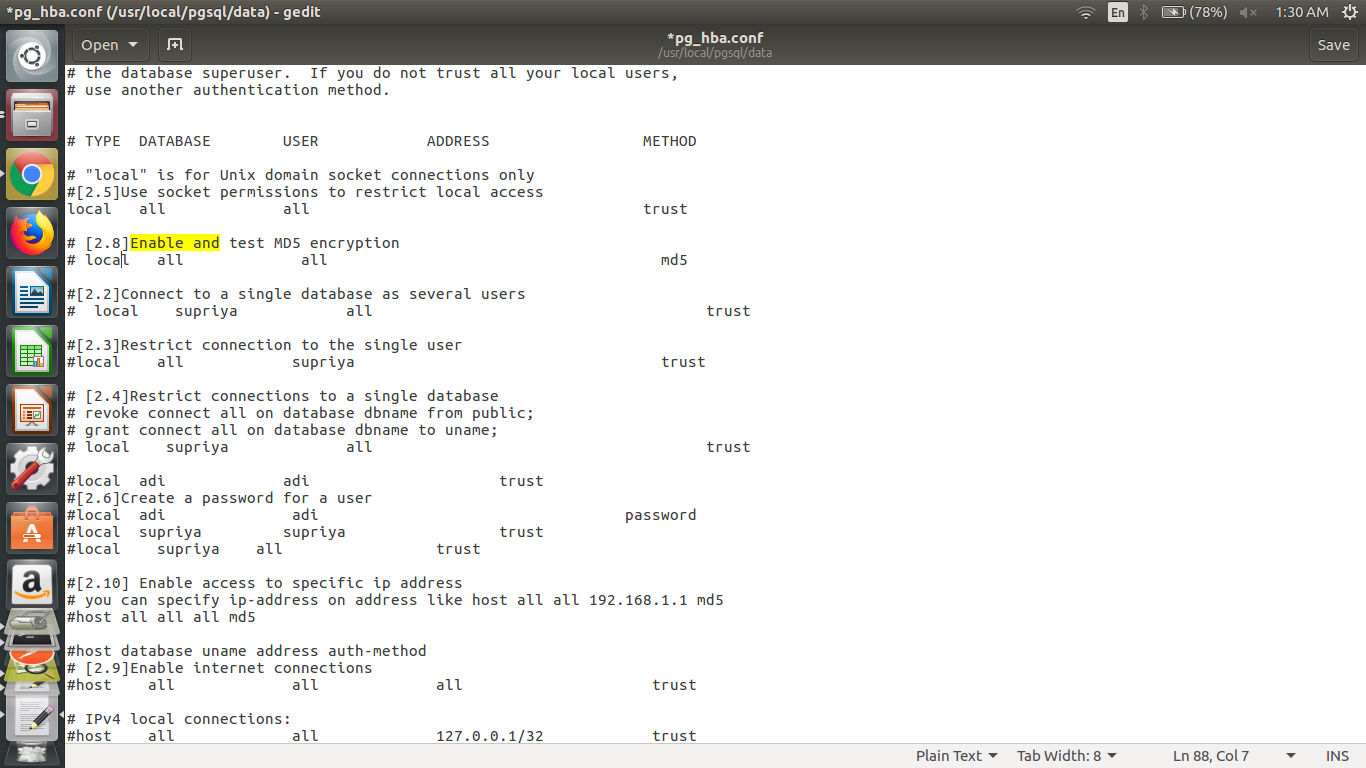 *pg_hba.conf (/usr/local/pgsql/data) - gedit
En
(78%)
1:30 AM
Open
*pg_hba.conf
/usr/local/pgsql/data
Save
# the database superuser.  If you do not trust all your local users,
# use another authentication method.
# TYPE  DATABASE        USER            ADDRESS                 METHOD
# "local" is for Unix domain socket connections only
#[2.5]Use socket permissions to restrict local access
local   all             all                                     trust
# [2.8]Enable and test MD5 encryption
# local   all             all                                     md5
#[2.2]Connect to a single database as several users
#  local    supriya            all                                     trust
#[2.3]Restrict connection to the single user
#local    all            supriya                                  trust
# [2.4]Restrict connections to a single database
# revoke connect all on database dbname from public;
# grant connect all on database dbname to uname;
# local    supriya             all                                     trust
#local  adi             adi                     trust
#[2.6]Create a password for a user
#local  adi              adi                                  password
#local  supriya         supriya                 trust
#local    supriya    all                 trust
#[2.10] Enable access to specific ip address
# you can specify ip-address on address like host all all 192.168.1.1 md5
#host all all all md5
#host database uname address auth-method
# [2.9]Enable internet connections
#host    all             all             all                     trust
# IPv4 local connections:
#host    all             all             127.0.0.1/32            trust
Plain Text
Tab Width: 8
Ln 88, Col 7
INS